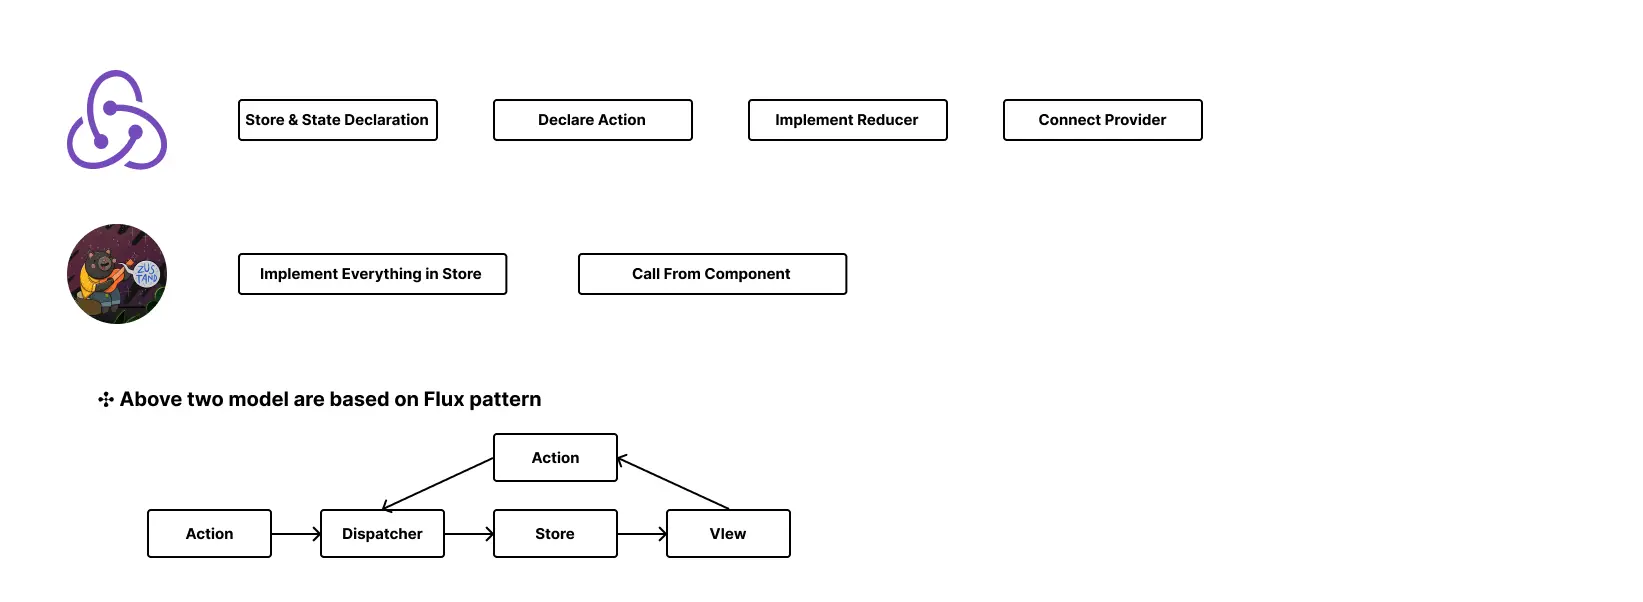 Store & State Declaration
Declare Action
Implement Reducer
Connect Provider
ZUS
TAND
Implement Everything in Store
Call From Component
✣ Above two model are based on Flux pattern
Action
Action
Dispatcher
Store
VIew